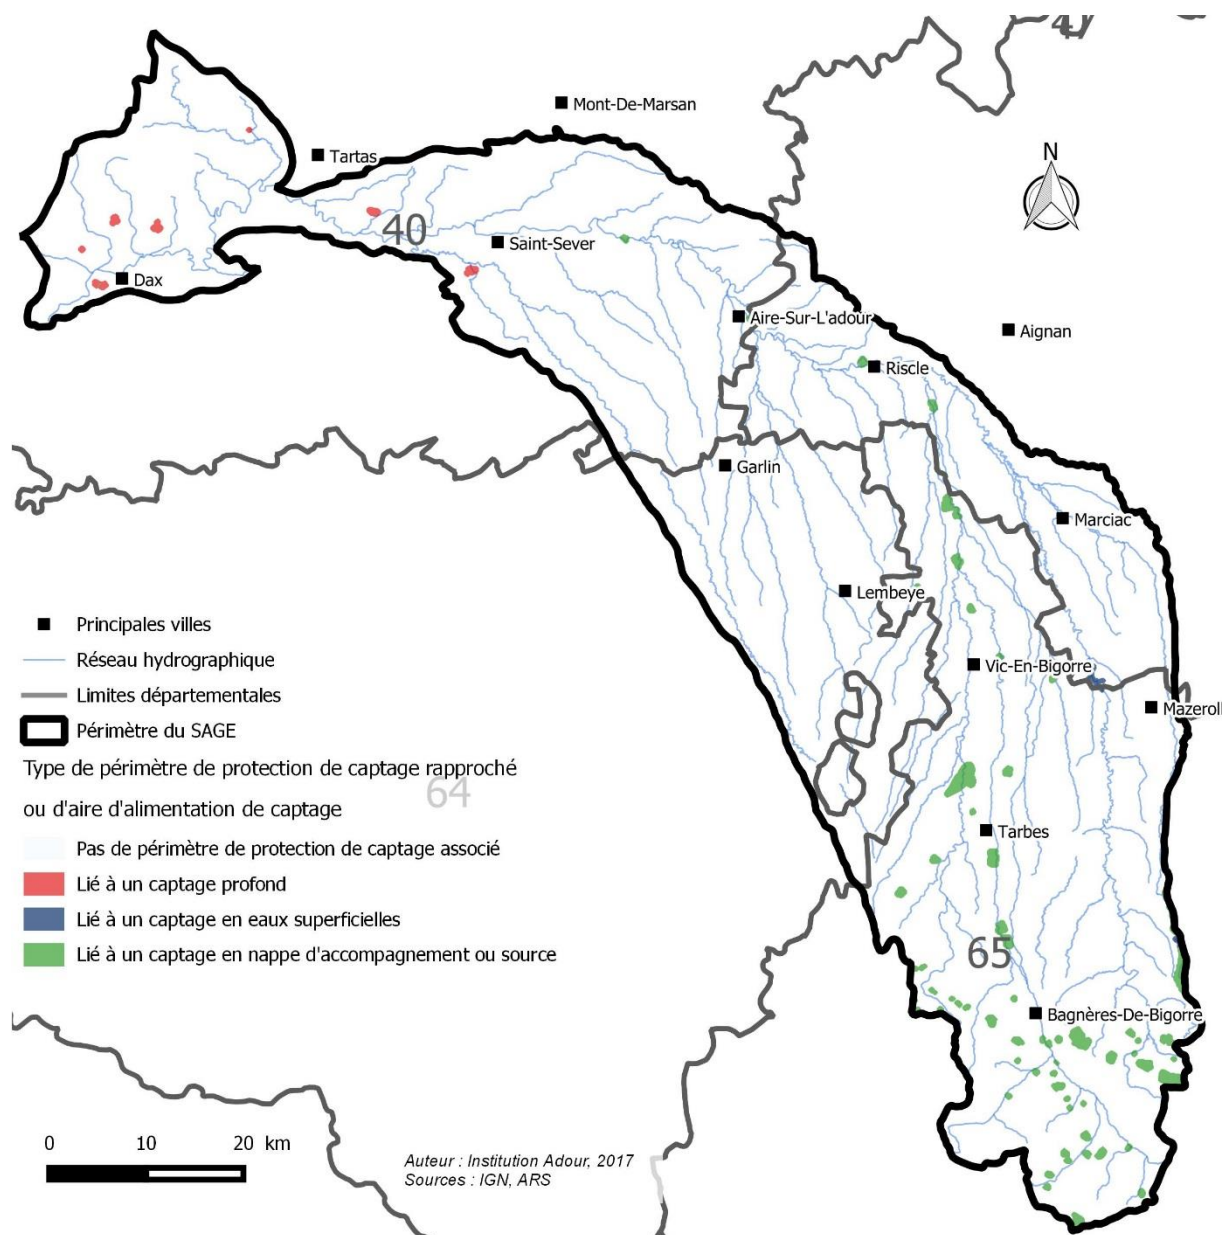 47
Mont-De-Marsan
N
Tartas
40
Saint-Sever
Dax
Aire-Sur-L'adour
Aignan
Riscle
Garlin
Marciac
Lembeye
Principales villes
Réseau hydrographique
Vic-En-Bigorre
Limites départementales
Mazeroll
Périmètre du SAGE
Type de périmètre de protection de captage rapproché
64
ou d'aire d'alimentation de captage
Tarbes
Pas de périmètre de protection de captage associé
Lié à un captage profond
Lié à un captage en eaux superficielles
Lié à un captage en nappe d'accompagnement ou source
65
Bagnères-De-Bigorre
0 10 20 km
Auteur : Institution Adour, 2017
Sources : IGN, ARS